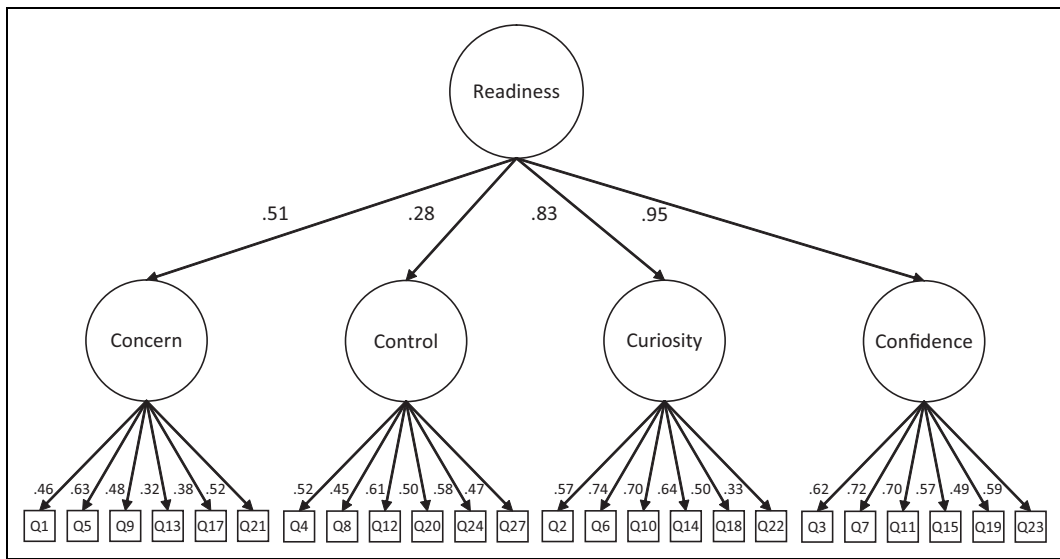 Readiness
.51 .28 .83 .95
Concern Control Curiosity Confidence
.46 .63 .48 .32 .38 .52 .52 .45 .61 .50 .58 .47 .57 .74 .70 .64 .50 .33 .62 .72 .70 .57 .49 .59
Q1 Q5 Q9 Q13 Q17 Q21 Q4 Q8 Q12 Q20 Q24 Q27 Q2 Q6 Q10 Q14 Q18 Q22 Q3 Q7 Q11 Q15 Q19 Q23